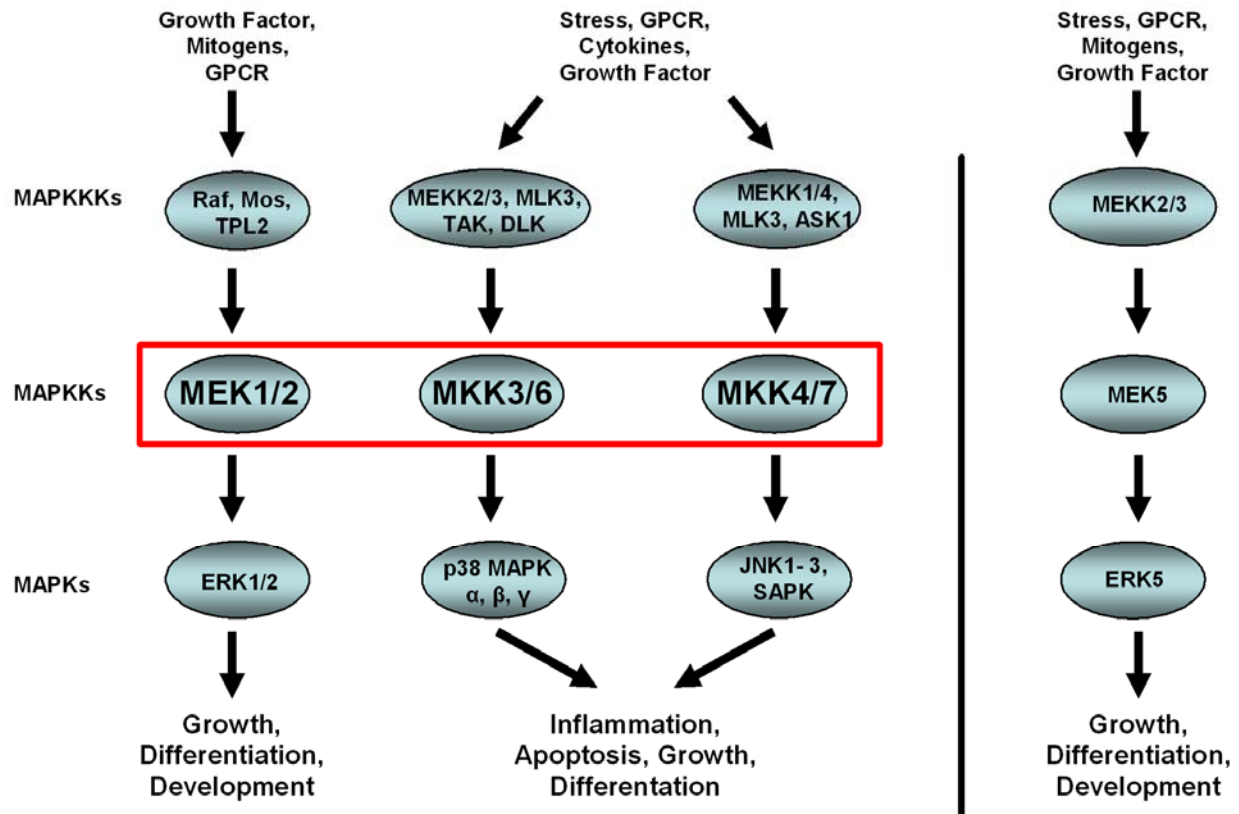 Growth Factor,
Mitogens,
GPCR
Stress, GPCR,
Cytokines,
Growth Factor
Stress, GPCR,
Mitogens,
Growth Factor
MAPKKKs
Raf, Mos,
TPL2
MEKK2/3, MLK3,
TAK, DLK
MEKK1/4,
MLK3, ASK1
MEKK2/3
MAPKKs
MEK1/2
MKK3/6
MKK4/7
MEK5
MAPKs
ERK1/2
p38 MAPK
α, β, γ
JNK1- 3,
SAPK
ERK5
Growth,
Differentiation,
Development
Inflammation,
Apoptosis, Growth,
Differentation
Growth,
Differentiation,
Development